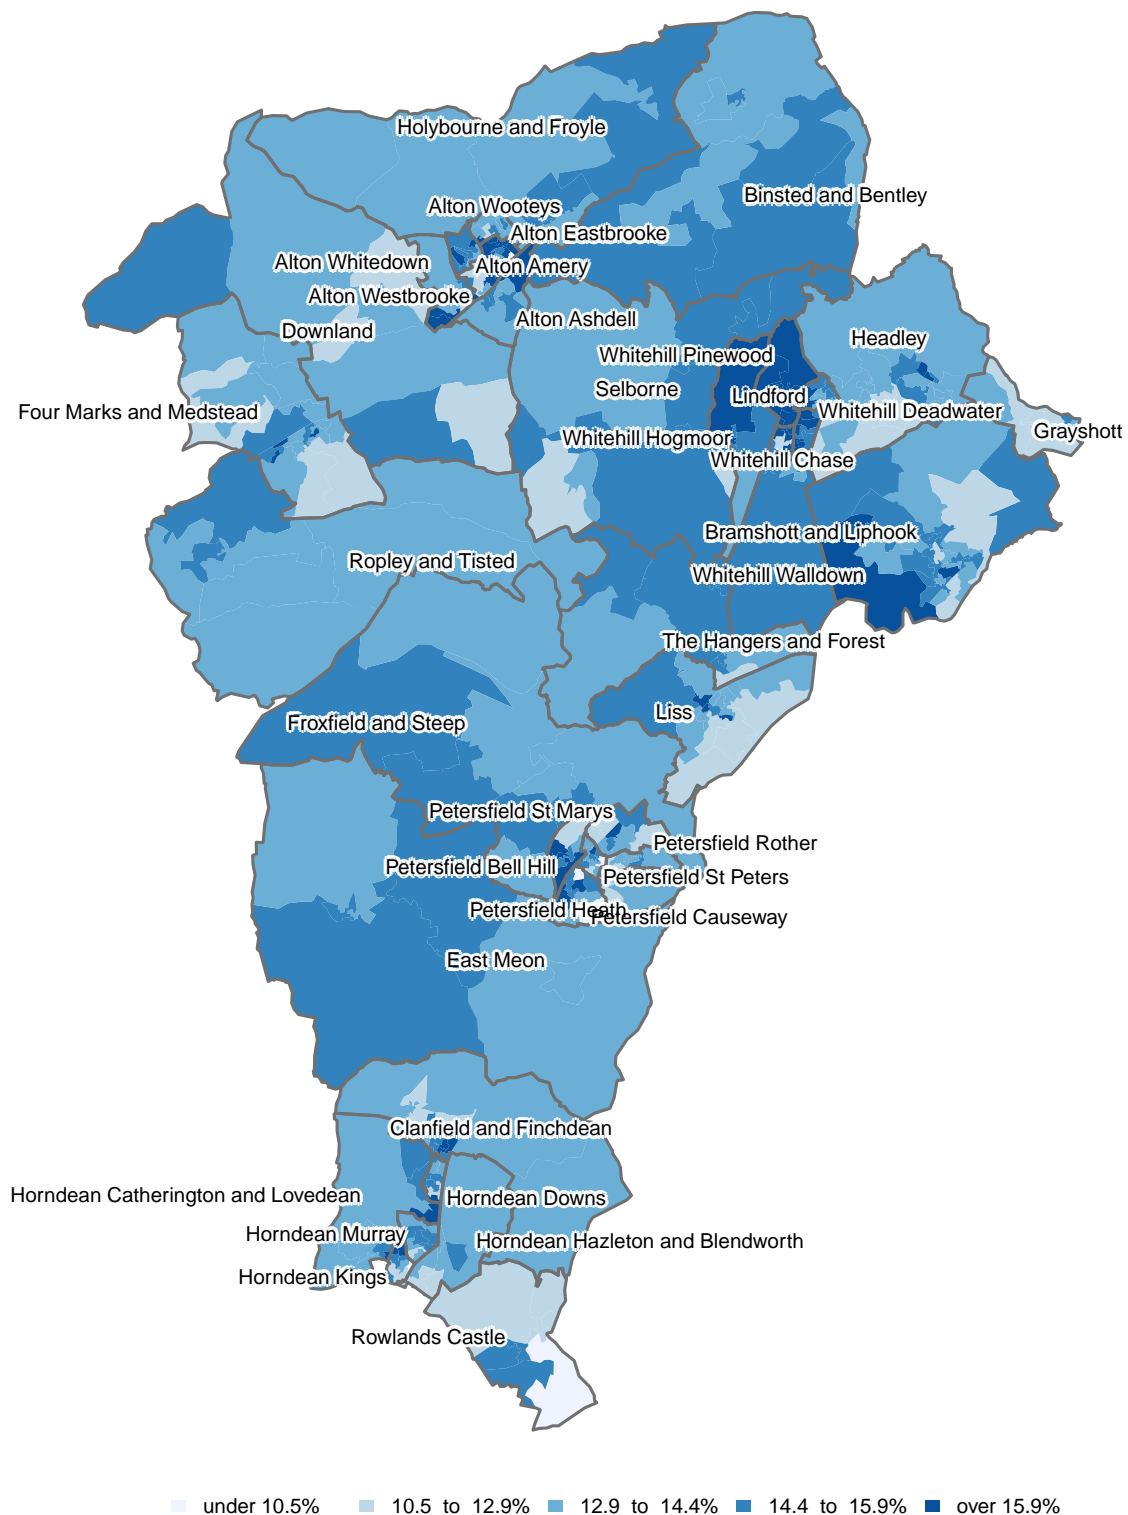 Holybourne and Froyle
Binsted and Bentley
Alton Wooteys
Alton Eastbrooke
Alton Whitedown
Alton Amery
Alton Westbrooke
Alton Ashdell
Downland
Headley
Whitehill Pinewood
Selborne
Lindford
Four Marks and Medstead
Whitehill Deadwater
Grayshott
Whitehill Hogmoor
Whitehill Chase
Bramshott and Liphook
Ropley and Tisted
Whitehill Walldown
The Hangers and Forest
Liss
Froxfield and Steep
Petersfield St Marys
Petersfield Rother
Petersfield Bell Hill
Petersfield St Peters
Petersfield Heath
Petersfield Causeway
East Meon
Clanfield and Finchdean
Horndean Catherington and Lovedean
Horndean Downs
Horndean Murray
Horndean Hazleton and Blendworth
Horndean Kings
Rowlands Castle
under 10.5% 10.5 to 12.9% 12.9 to 14.4% 14.4 to 15.9% over 15.9%